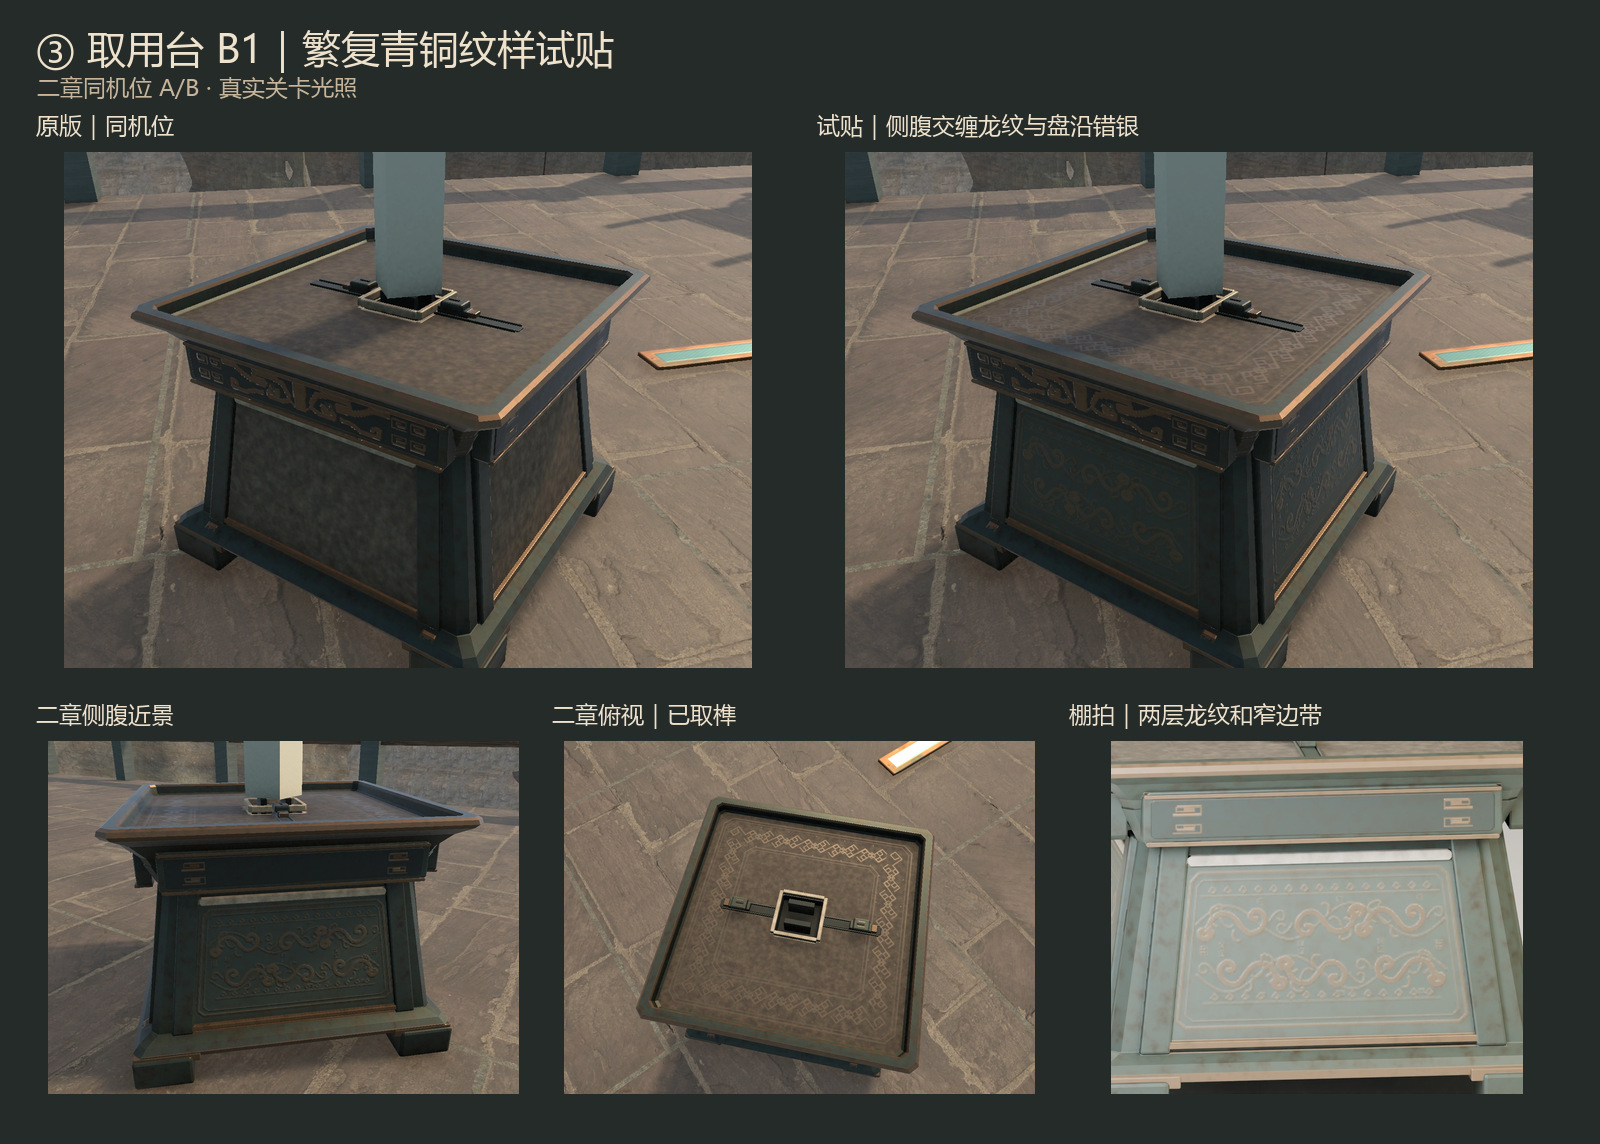 ③ 取用台 B1｜繁复青铜纹样试贴
二章同机位 A/B · 真实关卡光照
原版｜同机位
试贴｜侧腹交缠龙纹与盘沿错银
二章侧腹近景
二章俯视｜已取榫
棚拍｜两层龙纹和窄边带